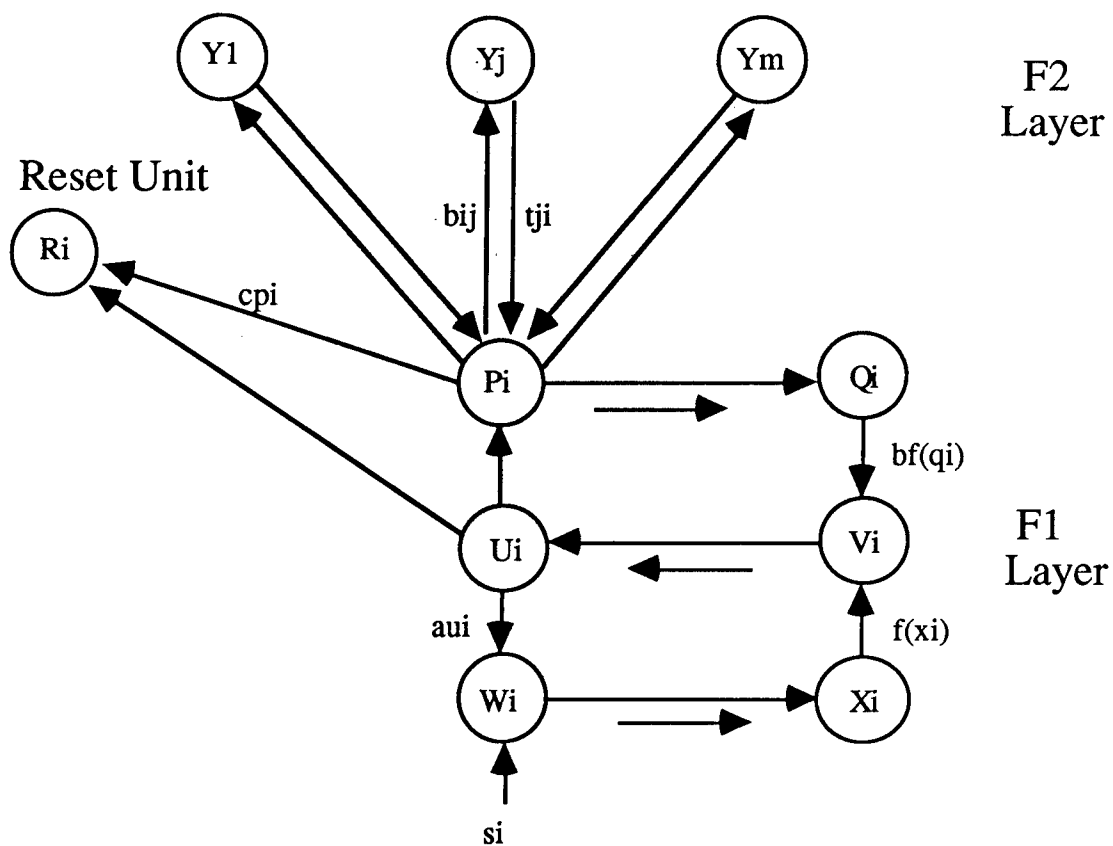 Y1
Yj
Ym
F2
Layer
Reset Unit
Ri
bij
tji
cpi
Pi
Qi
bf(qi)
Ui
Vi
F1
Layer
aui
f(xi)
Wi
Xi
si